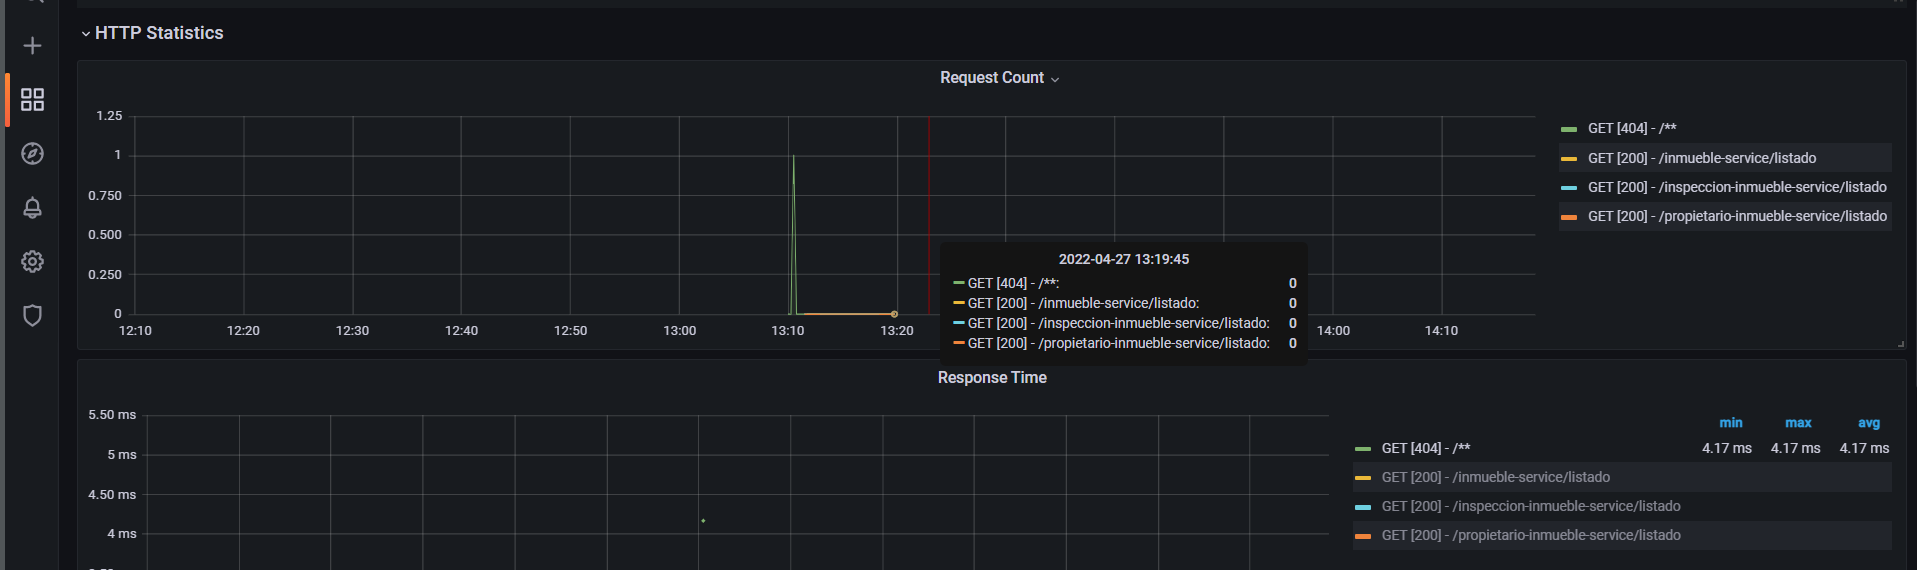 HTTP Statistics
Request Count
1.25
1
0.750
0.500
0.250
0
12:10 12:20 12:30 12:40 12:50 13:00 13:10 13:20 14:00 14:10
GET [404] - /**
GET [200] - /inmueble-service/listado
GET [200] - /inspeccion-inmueble-service/listado
GET [200] - /propietario-inmueble-service/listado
2022-04-27 13:19:45
GET [404] - /**: 0
GET [200] - /inmueble-service/listado: 0
GET [200] - /inspeccion-inmueble-service/listado: 0
GET [200] - /propietario-inmueble-service/listado: 0
Response Time
5.50 ms
5 ms
4.50 ms
4 ms
min max avg
GET [404] - /** 4.17 ms 4.17 ms 4.17 ms
GET [200] - /inmueble-service/listado
GET [200] - /inspeccion-inmueble-service/listado
GET [200] - /propietario-inmueble-service/listado